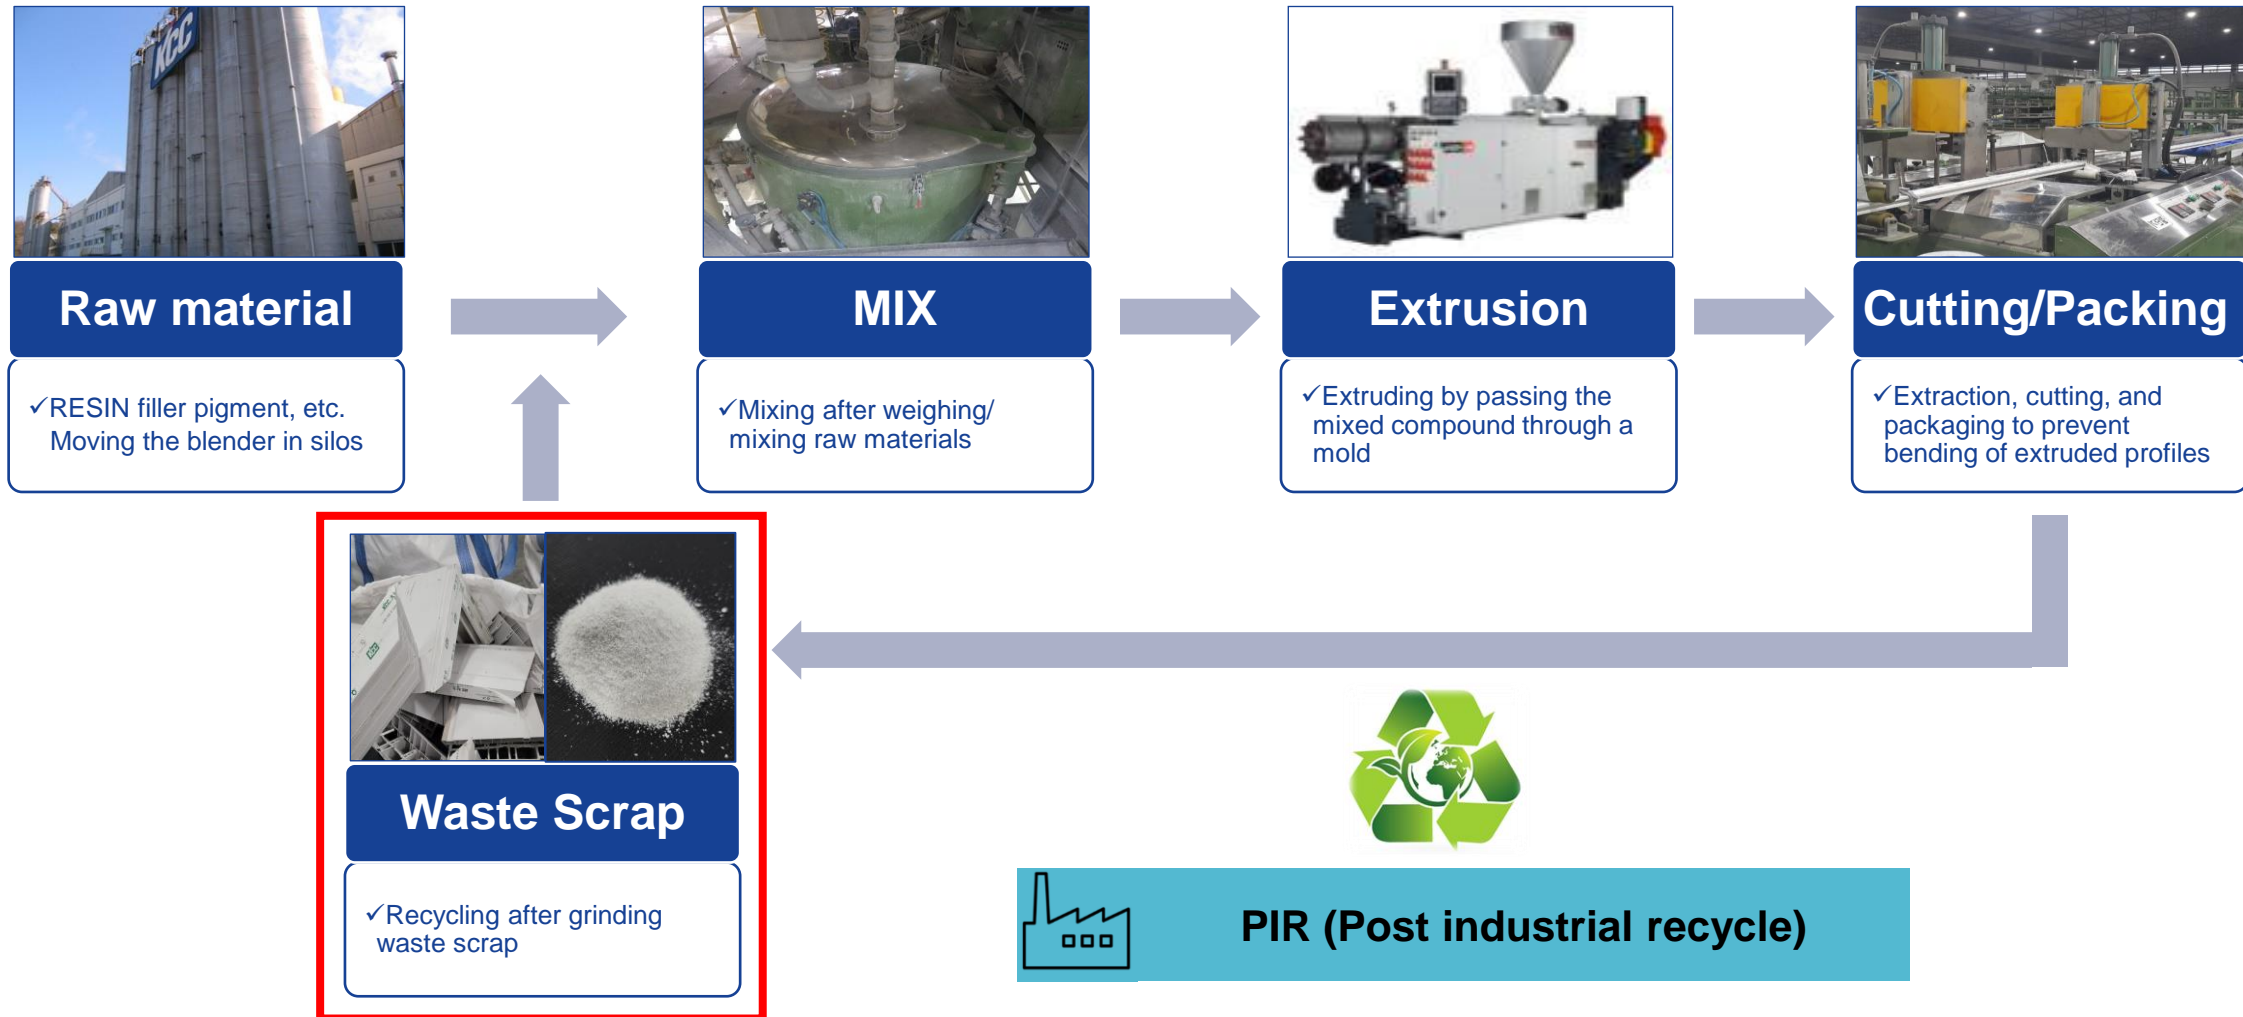 KCC
Raw material
✓RESIN filler pigment, etc.
Moving the blender in silos
MIX
✓Mixing after weighing/
mixing raw materials
Extrusion
✓Extruding by passing the
mixed compound through a
mold
Cutting/Packing
✓Extraction, cutting, and
packaging to prevent
bending of extruded profiles
KCC
Waste Scrap
✓Recycling after grinding
waste scrap
PIR (Post industrial recycle)